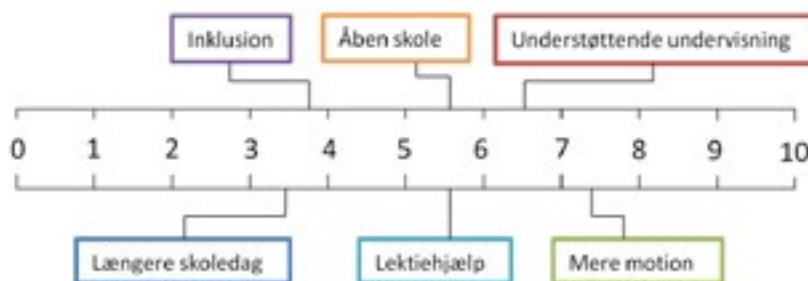 Inklusion
Åben skole
Understøttende undervisning
0 1 2 3 4 5 6 7 8 9 10
Længere skoledag
Lektiehjælp
Mere motion